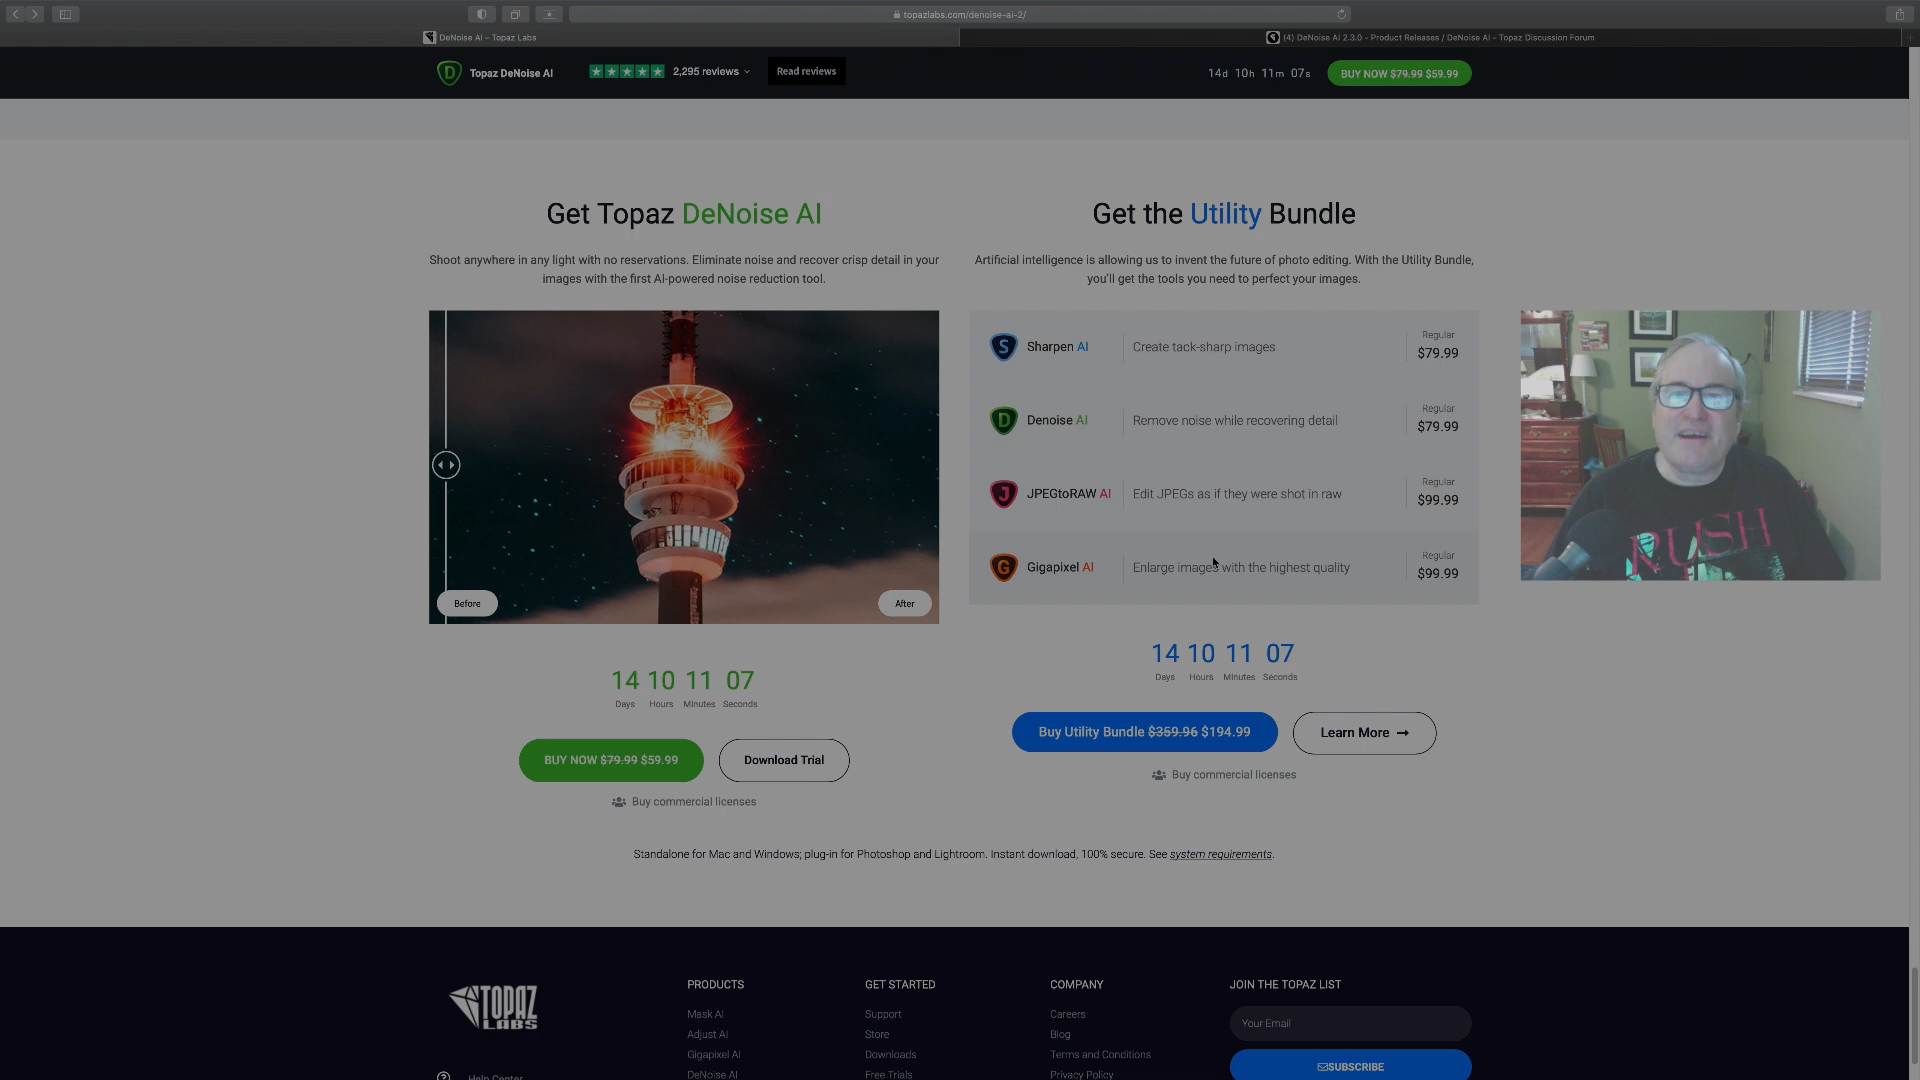 topazlabs.com/denoise-ai-2/
DeNoise AI – Topaz Labs
(4) DeNoise AI 2.3.0 - Product Releases / DeNoise AI - Topaz Discussion Forum
Topaz DeNoise AI
2,295 reviews
Read reviews
14d 10h 11m 07s
BUY NOW $79.99 $59.99
Get Topaz DeNoise AI
Shoot anywhere in any light with no reservations. Eliminate noise and recover crisp detail in your
images with the first AI-powered noise reduction tool.
Before
After
14 10 11 07
Days Hours Minutes Seconds
BUY NOW $79.99 $59.99
Download Trial
Buy commercial licenses
Get the Utility Bundle
Artificial intelligence is allowing us to invent the future of photo editing. With the Utility Bundle,
you'll get the tools you need to perfect your images.
S Sharpen AI Create tack-sharp images Regular
$79.99
D Denoise AI Remove noise while recovering detail Regular
$79.99
J JPEGtoRAW AI Edit JPEGs as if they were shot in raw Regular
$99.99
G Gigapixel AI Enlarge images with the highest quality Regular
$99.99
14 10 11 07
Days Hours Minutes Seconds
Buy Utility Bundle $359.96 $194.99
Learn More →
Buy commercial licenses
RUSH
Standalone for Mac and Windows; plug-in for Photoshop and Lightroom. Instant download, 100% secure. See system requirements.
TOPAZ
LABS
Help Center
PRODUCTS
Mask AI
Adjust AI
Gigapixel AI
DeNoise AI
GET STARTED
Support
Store
Downloads
Free Trials
COMPANY
Careers
Blog
Terms and Conditions
Privacy Policy
JOIN THE TOPAZ LIST
Your Email
SUBSCRIBE